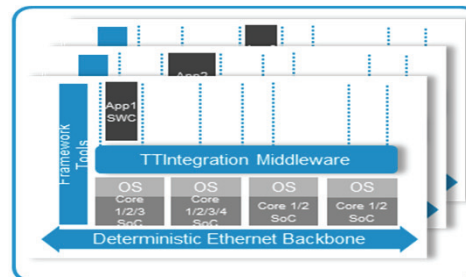 App2
Framework
Tools
App1
SWC
TTIntegration Middleware
OS
OS
OS
OS
Core
1/2/3
SoC
Core
1/2/3/4
SoC
Core 1/2
SoC
Core 1/2
SoC
Deterministic Ethernet Backbone